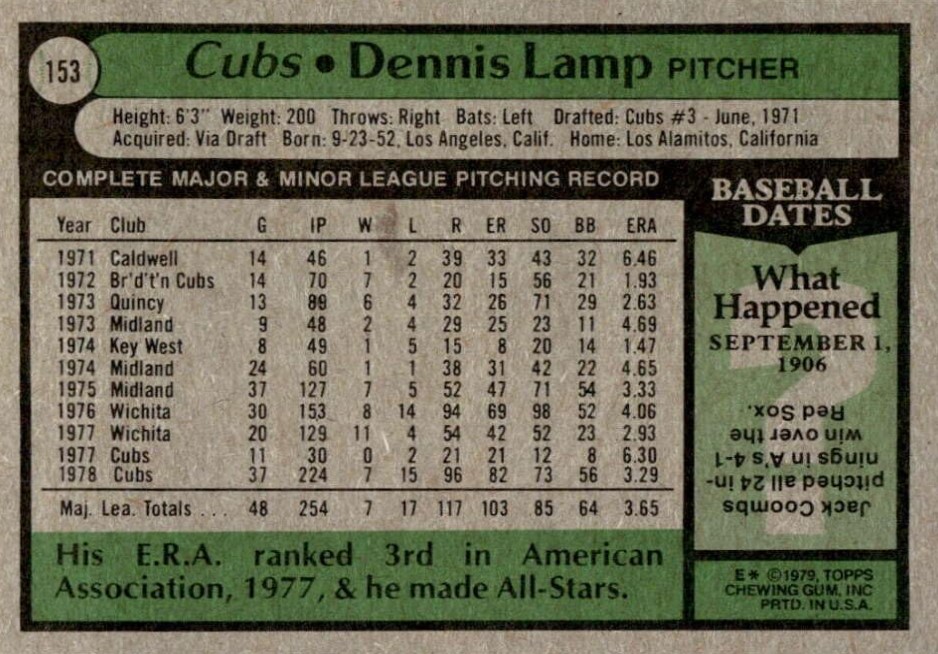 153
Cubs • Dennis Lamp PITCHER
Height: 6'3" Weight: 200 Throws: Right Bats: Left Drafted: Cubs #3 - June, 1971
Acquired: Via Draft Born: 9-23-52, Los Angeles, Calif. Home: Los Alamitos, California
COMPLETE MAJOR & MINOR LEAGUE PITCHING RECORD
Year Club G IP W L R ER SO BB ERA
1971 Caldwell 14 46 1 2 39 33 43 32 6.46
1972 Br'd't'n Cubs 14 70 7 2 20 15 56 21 1.93
1973 Quincy 13 89 6 4 32 26 71 29 2.63
1973 Midland 9 48 2 4 29 25 23 11 4.69
1974 Key West 8 49 1 5 15 8 20 14 1.47
1974 Midland 24 60 1 1 38 31 42 22 4.65
1975 Midland 37 127 7 5 52 47 71 54 3.33
1976 Wichita 30 153 8 14 94 69 98 52 4.06
1977 Wichita 20 129 11 4 54 42 52 23 2.93
1977 Cubs 11 30 0 2 21 21 12 8 6.30
1978 Cubs 37 224 7 15 96 82 73 56 3.29
Maj. Lea. Totals ... 48 254 7 17 117 103 85 64 3.65
His E.R.A. ranked 3rd in American
Association, 1977, & he made All-Stars.
BASEBALL
DATES
What
Happened
SEPTEMBER 1,
1906
?
Jack Coombs
pitched all 24 in-
nings in A's 4-1
win over the
Red Sox.
E* ©1979, TOPPS
CHEWING GUM, INC
PRTD. IN U.S.A.